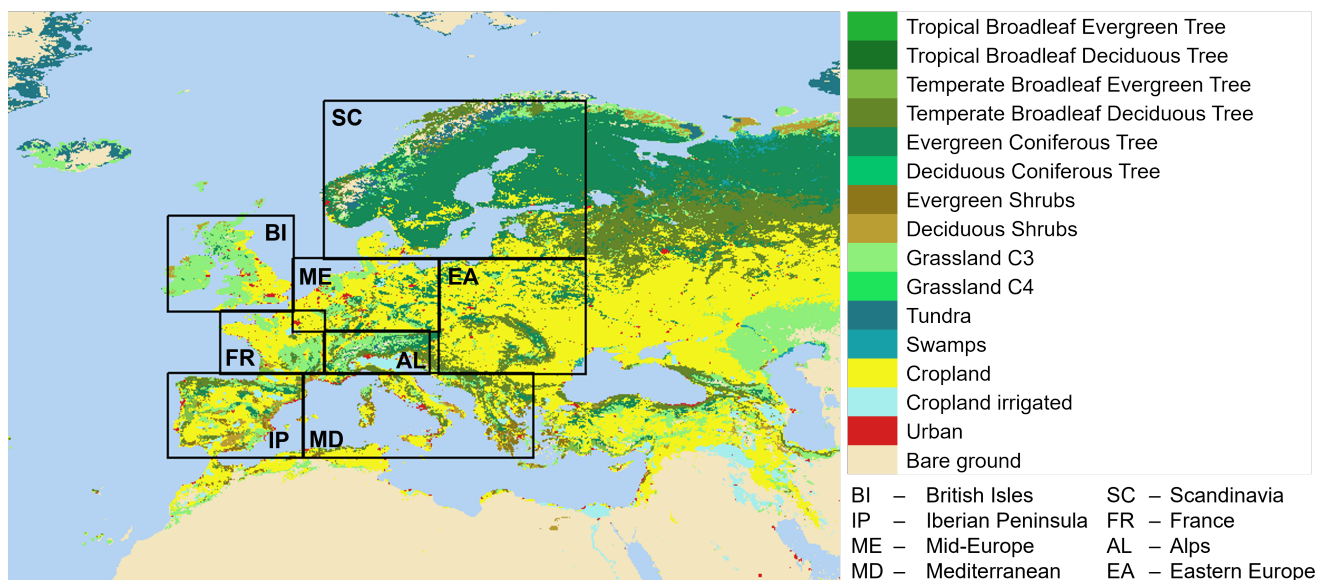 SC
BI
ME
EA
FR
AL
IP
MD
Tropical Broadleaf Evergreen Tree
Tropical Broadleaf Deciduous Tree
Temperate Broadleaf Evergreen Tree
Temperate Broadleaf Deciduous Tree
Evergreen Coniferous Tree
Deciduous Coniferous Tree
Evergreen Shrubs
Deciduous Shrubs
Grassland C3
Grassland C4
Tundra
Swamps
Cropland
Cropland irrigated
Urban
Bare ground
BI – British Isles SC – Scandinavia
IP – Iberian Peninsula FR – France
ME – Mid-Europe AL – Alps
MD – Mediterranean EA – Eastern Europe